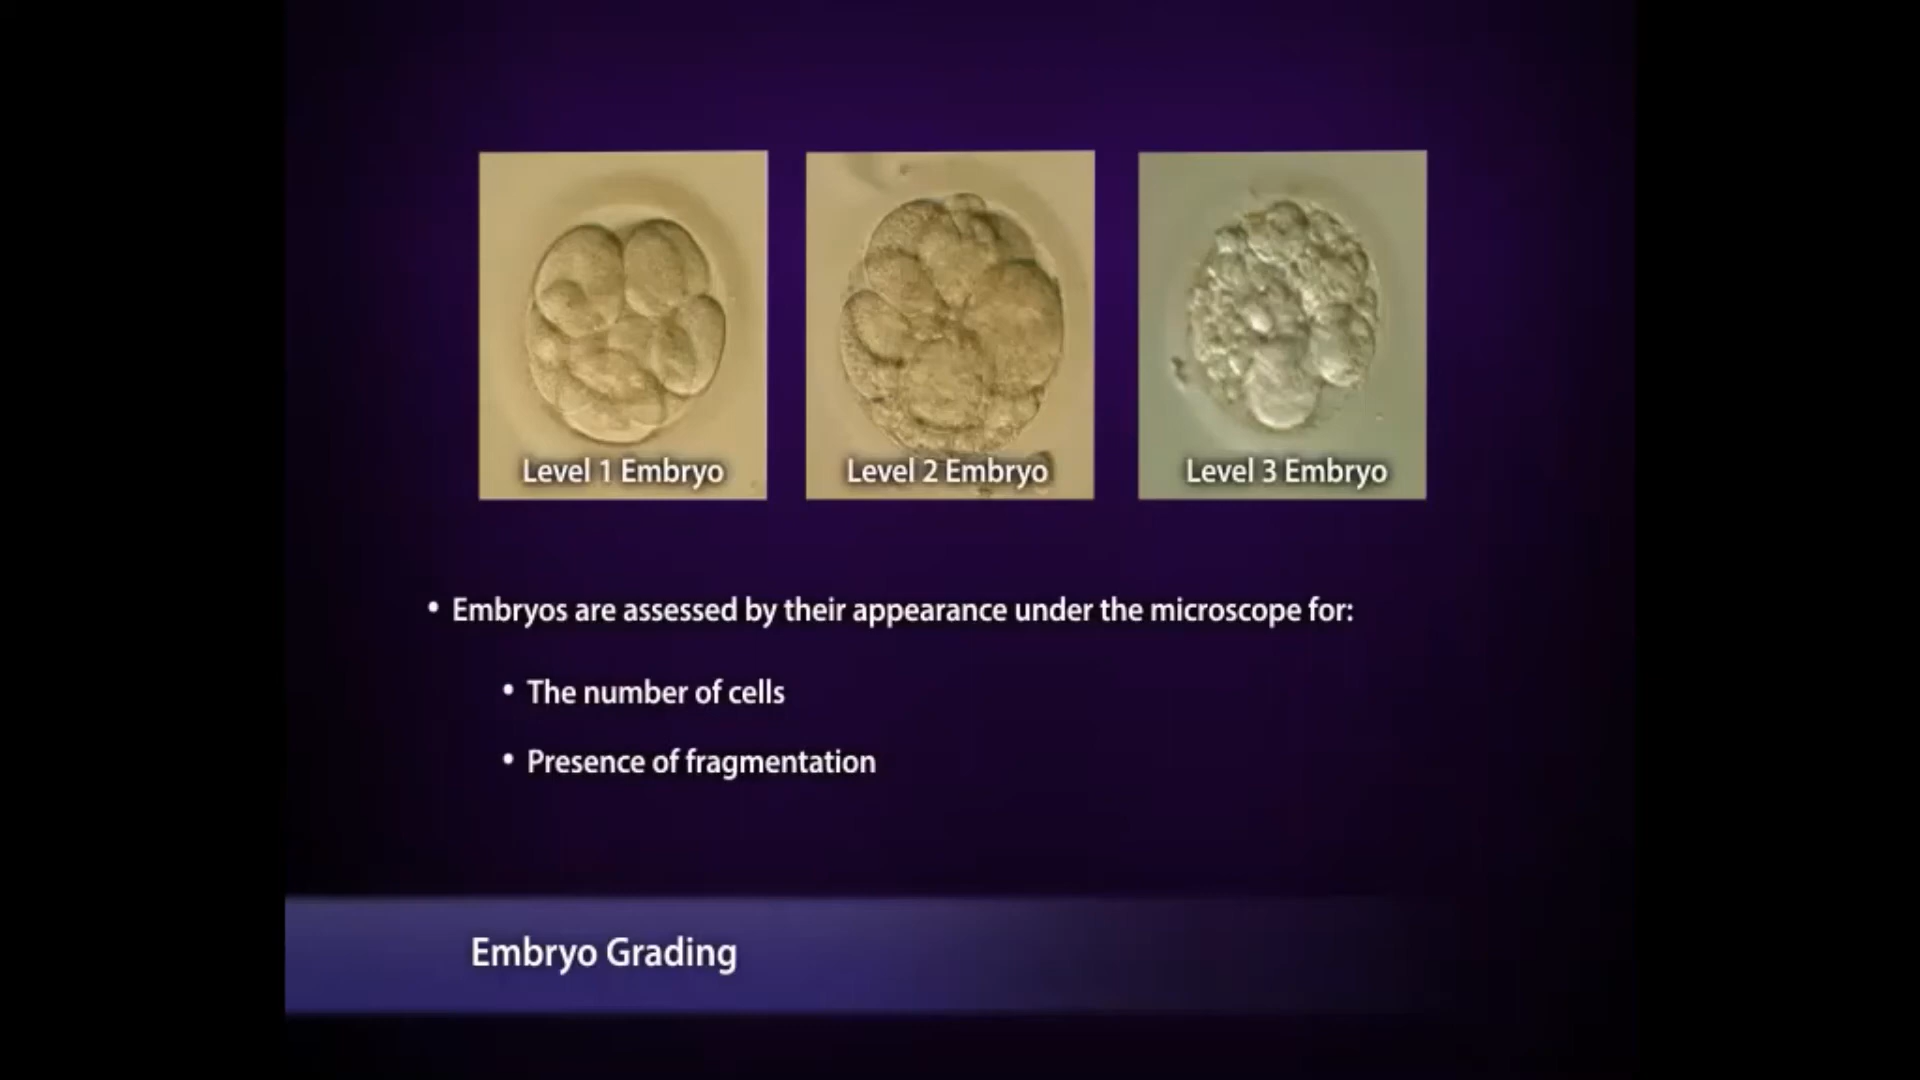 Level 1 Embryo
Level 2 Embryo
Level 3 Embryo
• Embryos are assessed by their appearance under the microscope for:
• The number of cells
• Presence of fragmentation
Embryo Grading